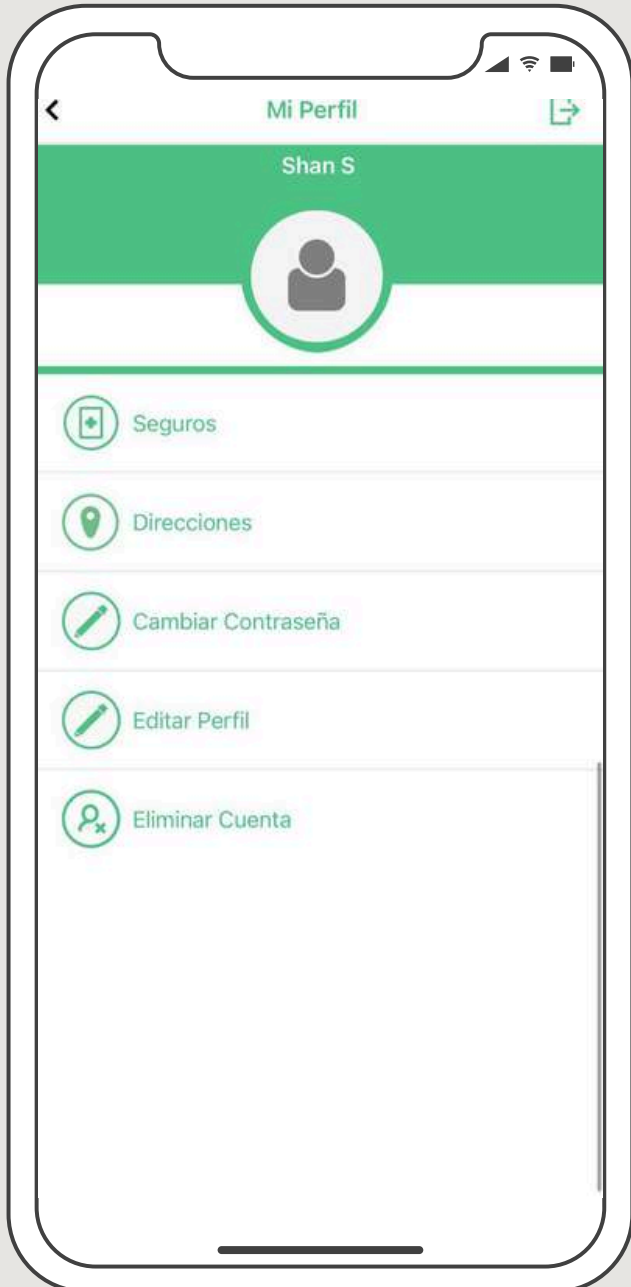 Mi Perfil
Shan S
Seguros
Direcciones
Cambiar Contraseña
Editar Perfil
Eliminar Cuenta